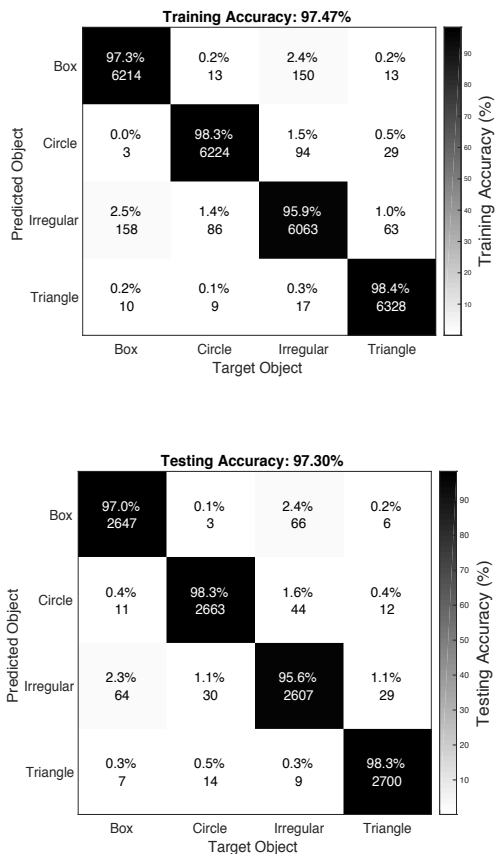 Training Accuracy: 97.47%
Box 97.3% 0.2% 2.4% 0.2%
6214 13 150 13
Circle 0.0% 98.3% 1.5% 0.5%
3 6224 94 29
Irregular 2.5% 1.4% 95.9% 1.0%
158 86 6063 63
Triangle 0.2% 0.1% 0.3% 98.4%
10 9 17 6328
Box Circle Irregular Triangle
Target Object
Predicted Object
90
80
70
60
50
40
30
20
10
Training Accuracy (%)
Testing Accuracy: 97.30%
Box 97.0% 0.1% 2.4% 0.2%
2647 3 66 6
Circle 0.4% 98.3% 1.6% 0.4%
11 2663 44 12
Irregular 2.3% 1.1% 95.6% 1.1%
64 30 2607 29
Triangle 0.3% 0.5% 0.3% 98.3%
7 14 9 2700
Box Circle Irregular Triangle
Target Object
Predicted Object
90
80
70
60
50
40
30
20
10
Testing Accuracy (%)